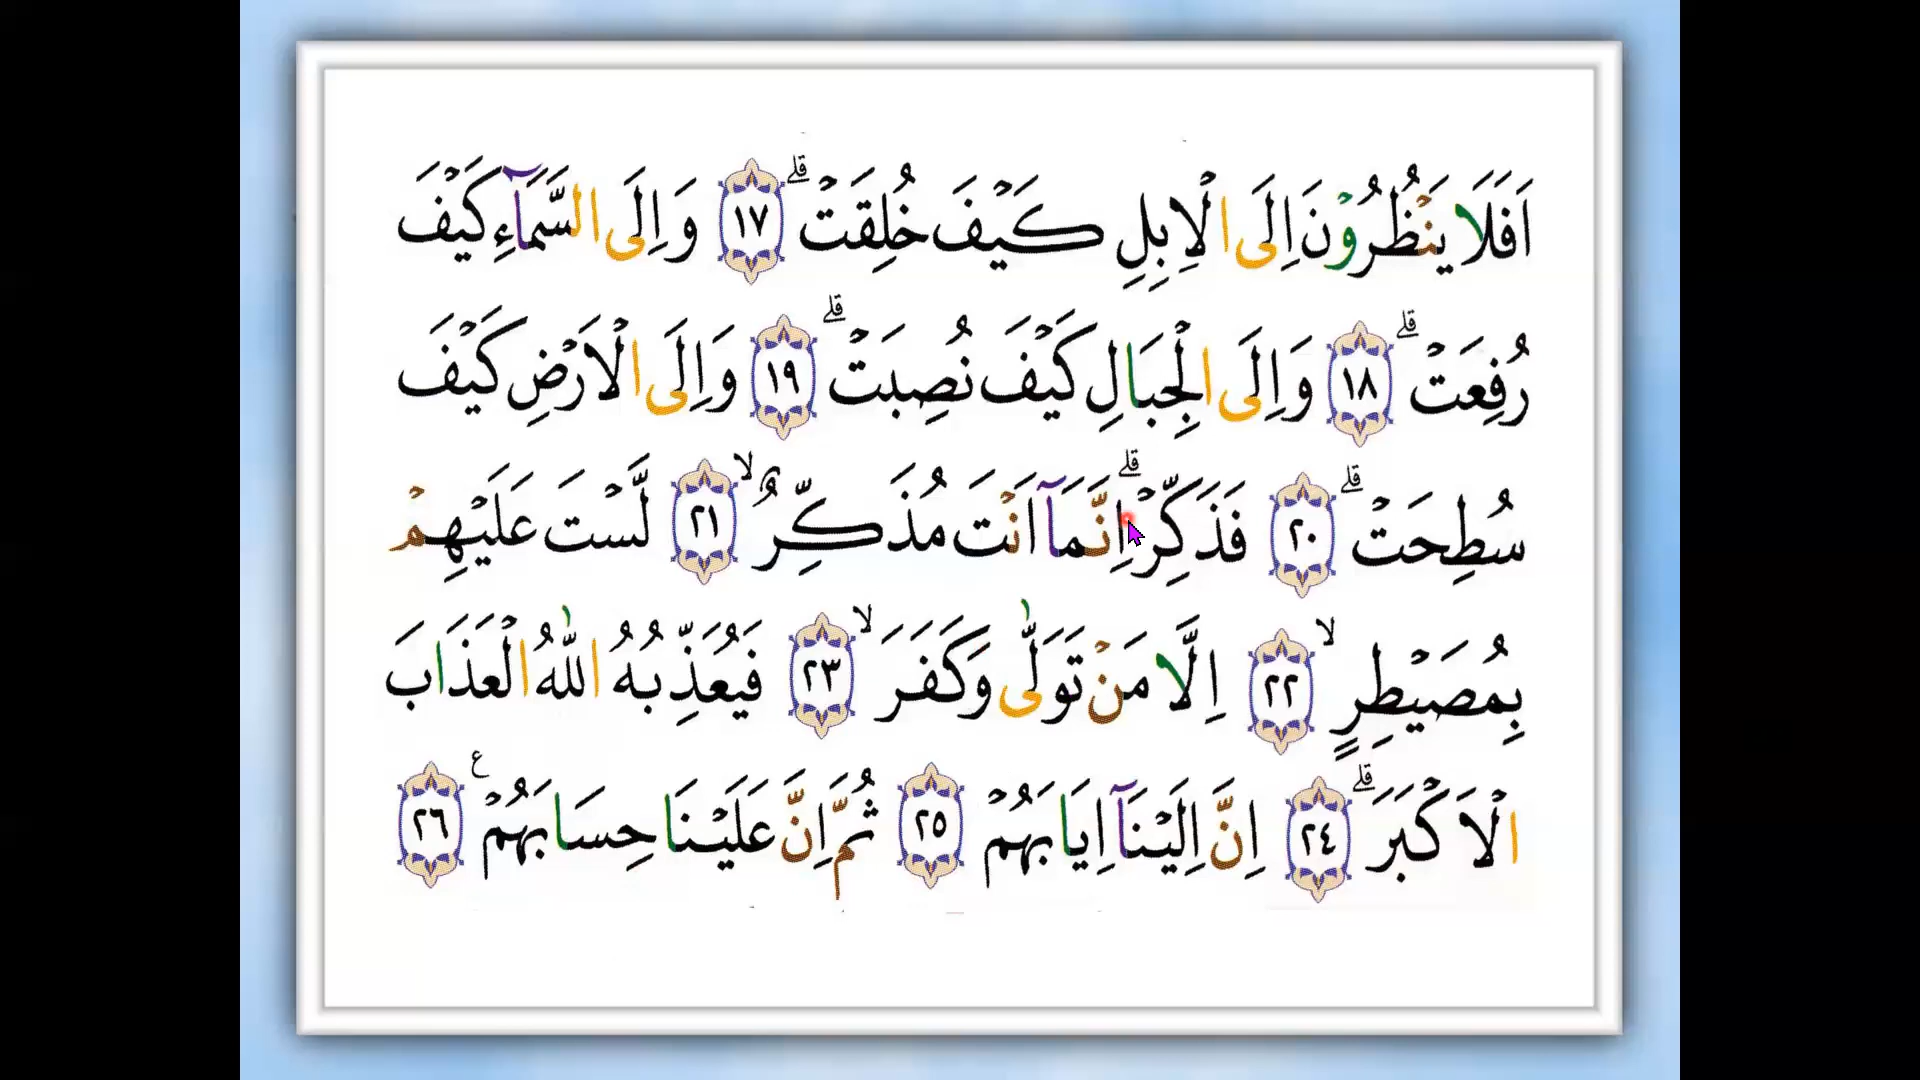 اَفَلَا يَنْظُرُوْنَ اِلَى الْاِبِلِ كَيْفَ خُلِقَتْۗ ١٧ وَاِلَى السَّمَاۤءِ كَيْفَ
رُفِعَتْۗ ١٨ وَاِلَى الْجِبَالِ كَيْفَ نُصِبَتْۗ ١٩ وَاِلَى الْاَرْضِ كَيْفَ
سُطِحَتْۗ ٢٠ فَذَكِّرْۗ اِنَّمَآ اَنْتَ مُذَكِّرٌۙ ٢١ لَّسْتَ عَلَيْهِمْ
بِمُصَيْطِرٍۙ ٢٢ اِلَّا مَنْ تَوَلّٰى وَكَفَرَۙ ٢٣ فَيُعَذِّبُهُ اللّٰهُ الْعَذَابَ
الْاَكْبَرَۗ ٢٤ اِنَّ اِلَيْنَآ اِيَابَهُمْ ٢٥ ثُمَّ اِنَّ عَلَيْنَا حِسَابَهُمْ ࣖ ٢٦